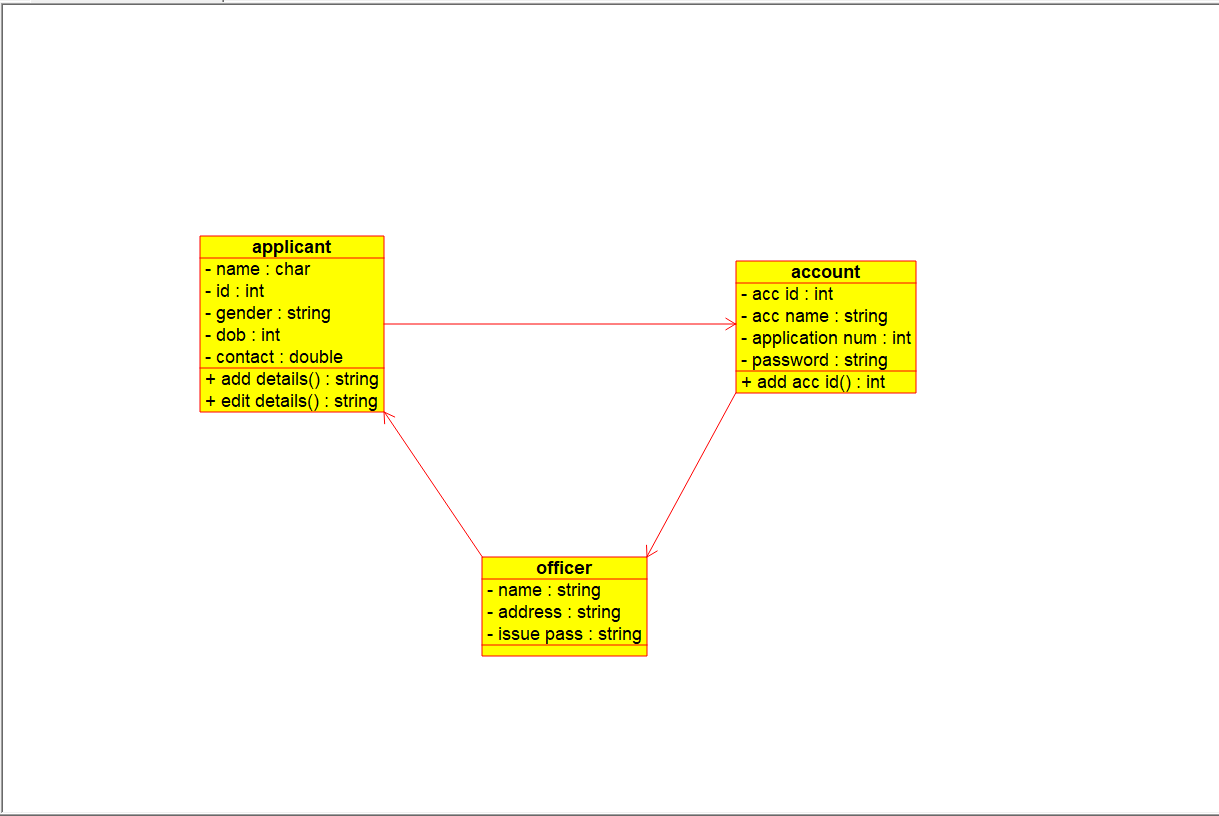 applicant
- name : char
- id : int
- gender : string
- dob : int
- contact : double
+ add details() : string
+ edit details() : string
account
- acc id : int
- acc name : string
- application num : int
- password : string
+ add acc id() : int
officer
- name : string
- address : string
- issue pass : string